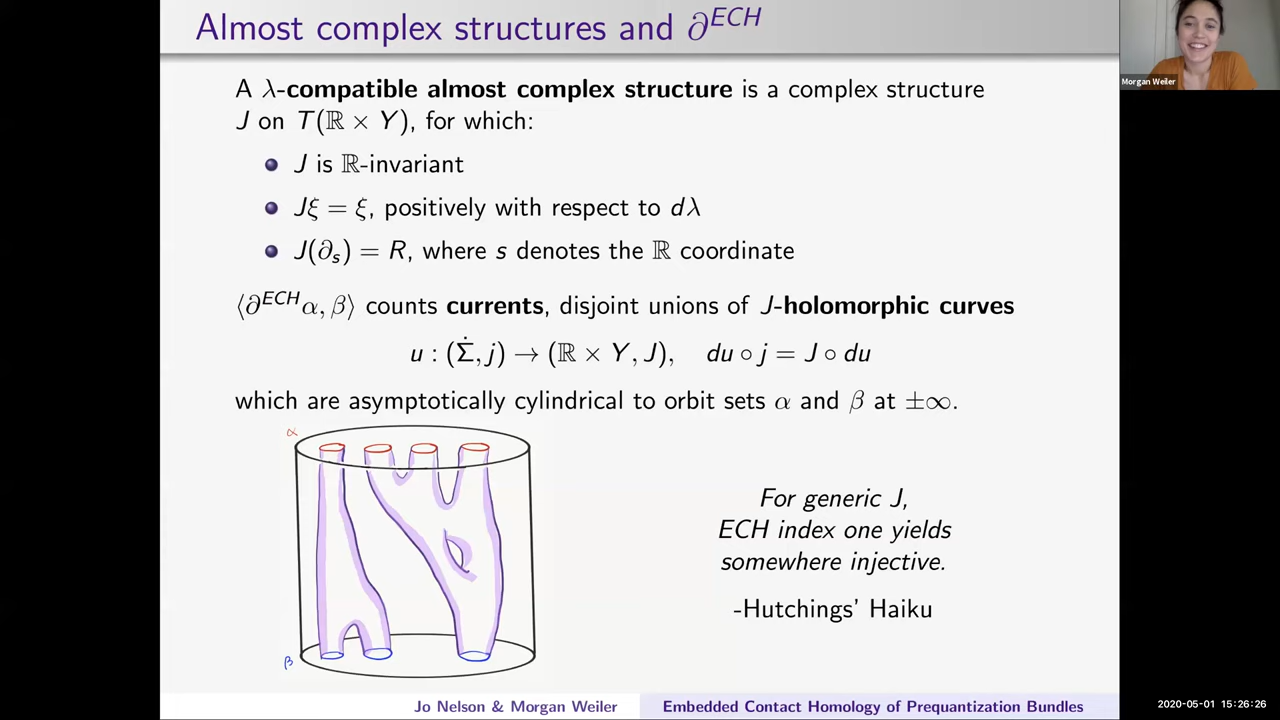 Almost complex structures and ∂^ECH
Morgan Weiler
A λ-compatible almost complex structure is a complex structure
J on T(ℝ × Y), for which:
J is ℝ-invariant
Jξ = ξ, positively with respect to dλ
J(∂ₛ) = R, where s denotes the ℝ coordinate
⟨∂^ECH α, β⟩ counts currents, disjoint unions of J-holomorphic curves
u : (Σ̇, j) → (ℝ × Y, J), du ∘ j = J ∘ du
which are asymptotically cylindrical to orbit sets α and β at ±∞.
α
β
For generic J,
ECH index one yields
somewhere injective.
-Hutchings' Haiku
Jo Nelson & Morgan Weiler
Embedded Contact Homology of Prequantization Bundles
2020-05-01 15:26:26